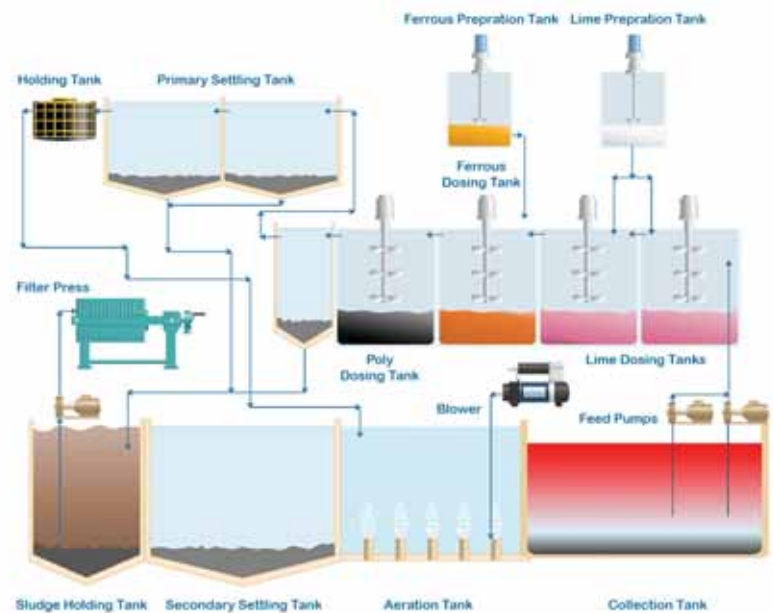 Ferrous Prepration Tank
Lime Prepration Tank
Holding Tank
Primary Settling Tank
Ferrous
Dosing Tank
Filter Press
Poly
Dosing Tank
Lime Dosing Tanks
Blower
Feed Pumps
Sludge Holding Tank
Secondary Settling Tank
Aeration Tank
Collection Tank